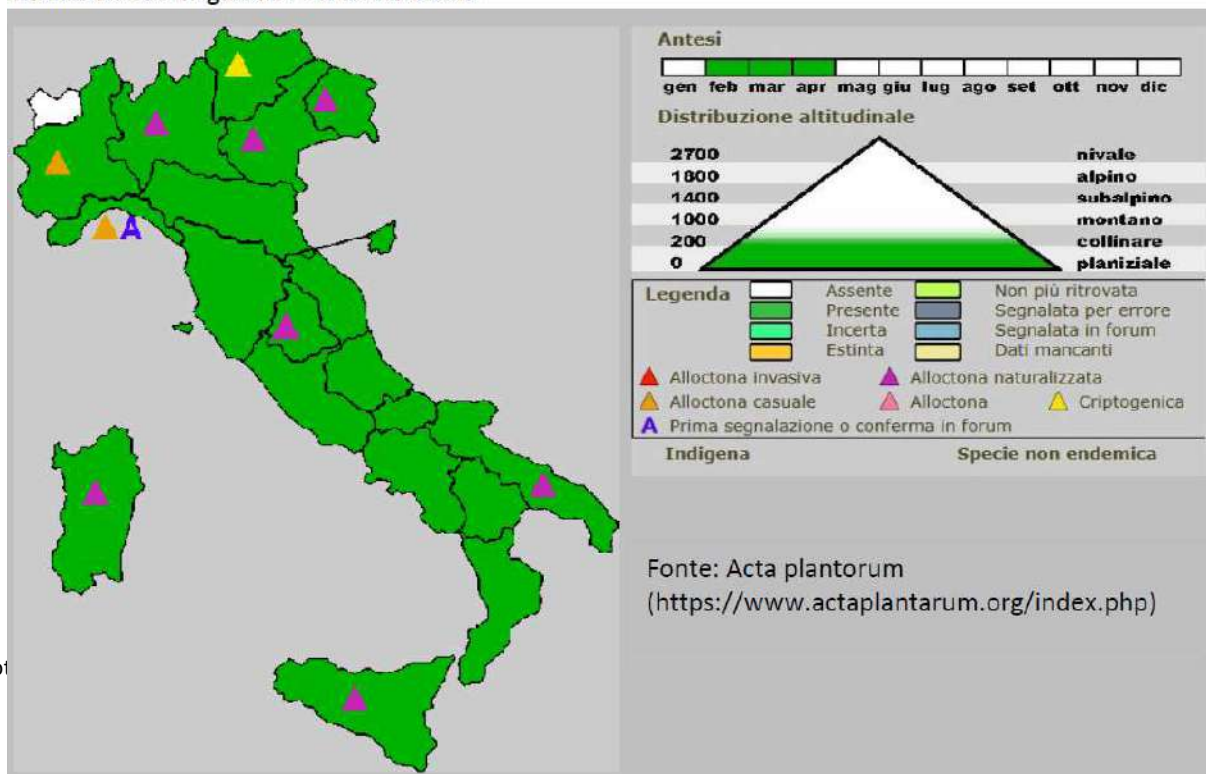 Antesi
gen feb mar apr mag giu lug ago set ott nov dic
Distribuzione altitudinale
2700 nivale
1800 alpino
1400 subalpino
1000 montano
200 collinare
0 planiziale
Legenda Assente Non più ritrovata
Presente Segnalata per errore
Incerta Segnalata in forum
Estinta Dati mancanti
Alloctona invasiva Alloctona naturalizzata
Alloctona casuale Alloctona Criptogenica
A Prima segnalazione o conferma in forum
Indigena Specie non endemica
A
Fonte: Acta plantorum
(https://www.actaplantarum.org/index.php)